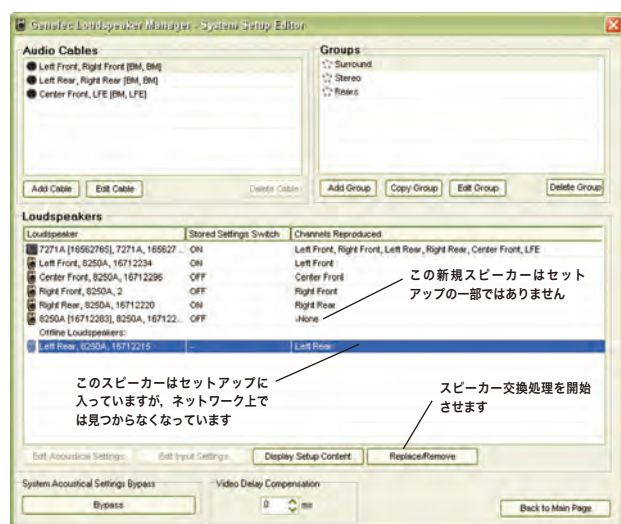 Genelec Loudspeaker Manager - System Setup Editor
Audio Cables
Left Front, Right Front [BM, BM]
Left Rear, Right Rear [BM, BM]
Center Front, LFE [BM, LFE]
Add Cable
Edit Cable
Delete Cable
Groups
Surround
Stereo
Rears
Add Group
Copy Group
Edit Group
Delete Group
Loudspeakers
Loudspeaker Stored Settings Switch Channels Reproduced
7271A [16562765], 7271A, 165627... ON Left Front, Right Front, Left Rear, Right Rear, Center Front, LFE
Left Front, 8250A, 16712234 ON Left Front
Center Front, 8250A, 16712296 OFF Center Front
Right Front, 8250A, 2 OFF Right Front
Right Rear, 8250A, 16712220 ON Right Rear
8250A [16712283], 8250A, 167122... OFF -None
Offline Loudspeakers:
Left Rear, 8250A, 16712215 -- Left Rear
この新規スピーカーはセット
アップの一部ではありません
このスピーカーはセットアップに
入っていますが，ネットワーク上で
は見つからなくなっています
スピーカー交換処理を開始
させます
Edit Acoustical Settings
Edit Input Settings
Display Setup Content
Replace/Remove
System Acoustical Settings Bypass
Bypass
Video Delay Compensation
0 ms
Back to Main Page